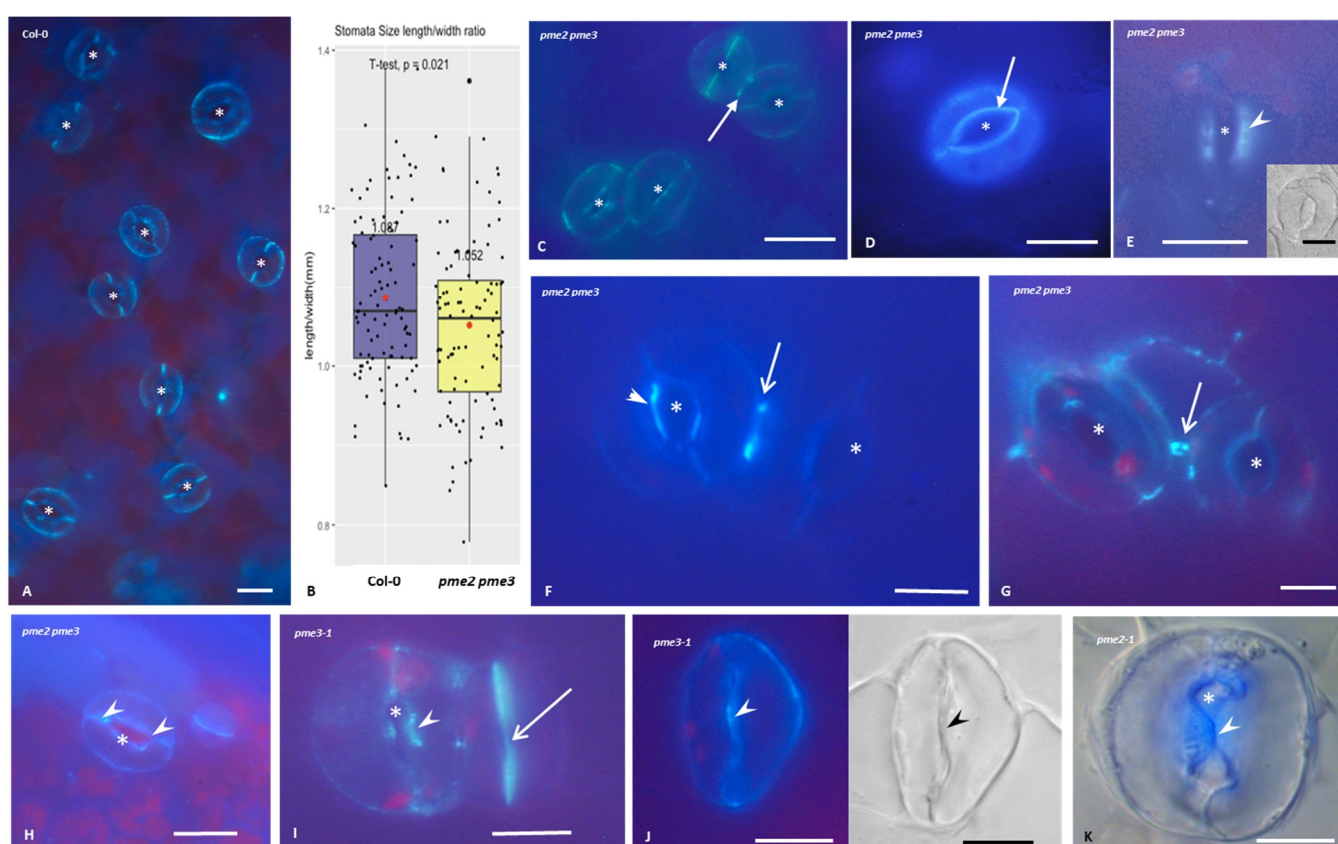 Col-0
*
*
*
*
*
*
*
*
*
A
Stomata Size length/width ratio
T-test, p = 0.021
1.4
1.2
1.0
0.8
length/width(mm)
1.087
1.052
Col-0
pme2 pme3
B
pme2 pme3
*
*
*
*
C
pme2 pme3
*
D
pme2 pme3
*
E
pme2 pme3
*
*
F
pme2 pme3
*
*
G
pme2 pme3
*
H
pme3-1
*
I
pme3-1
J
pme2-1
*
K